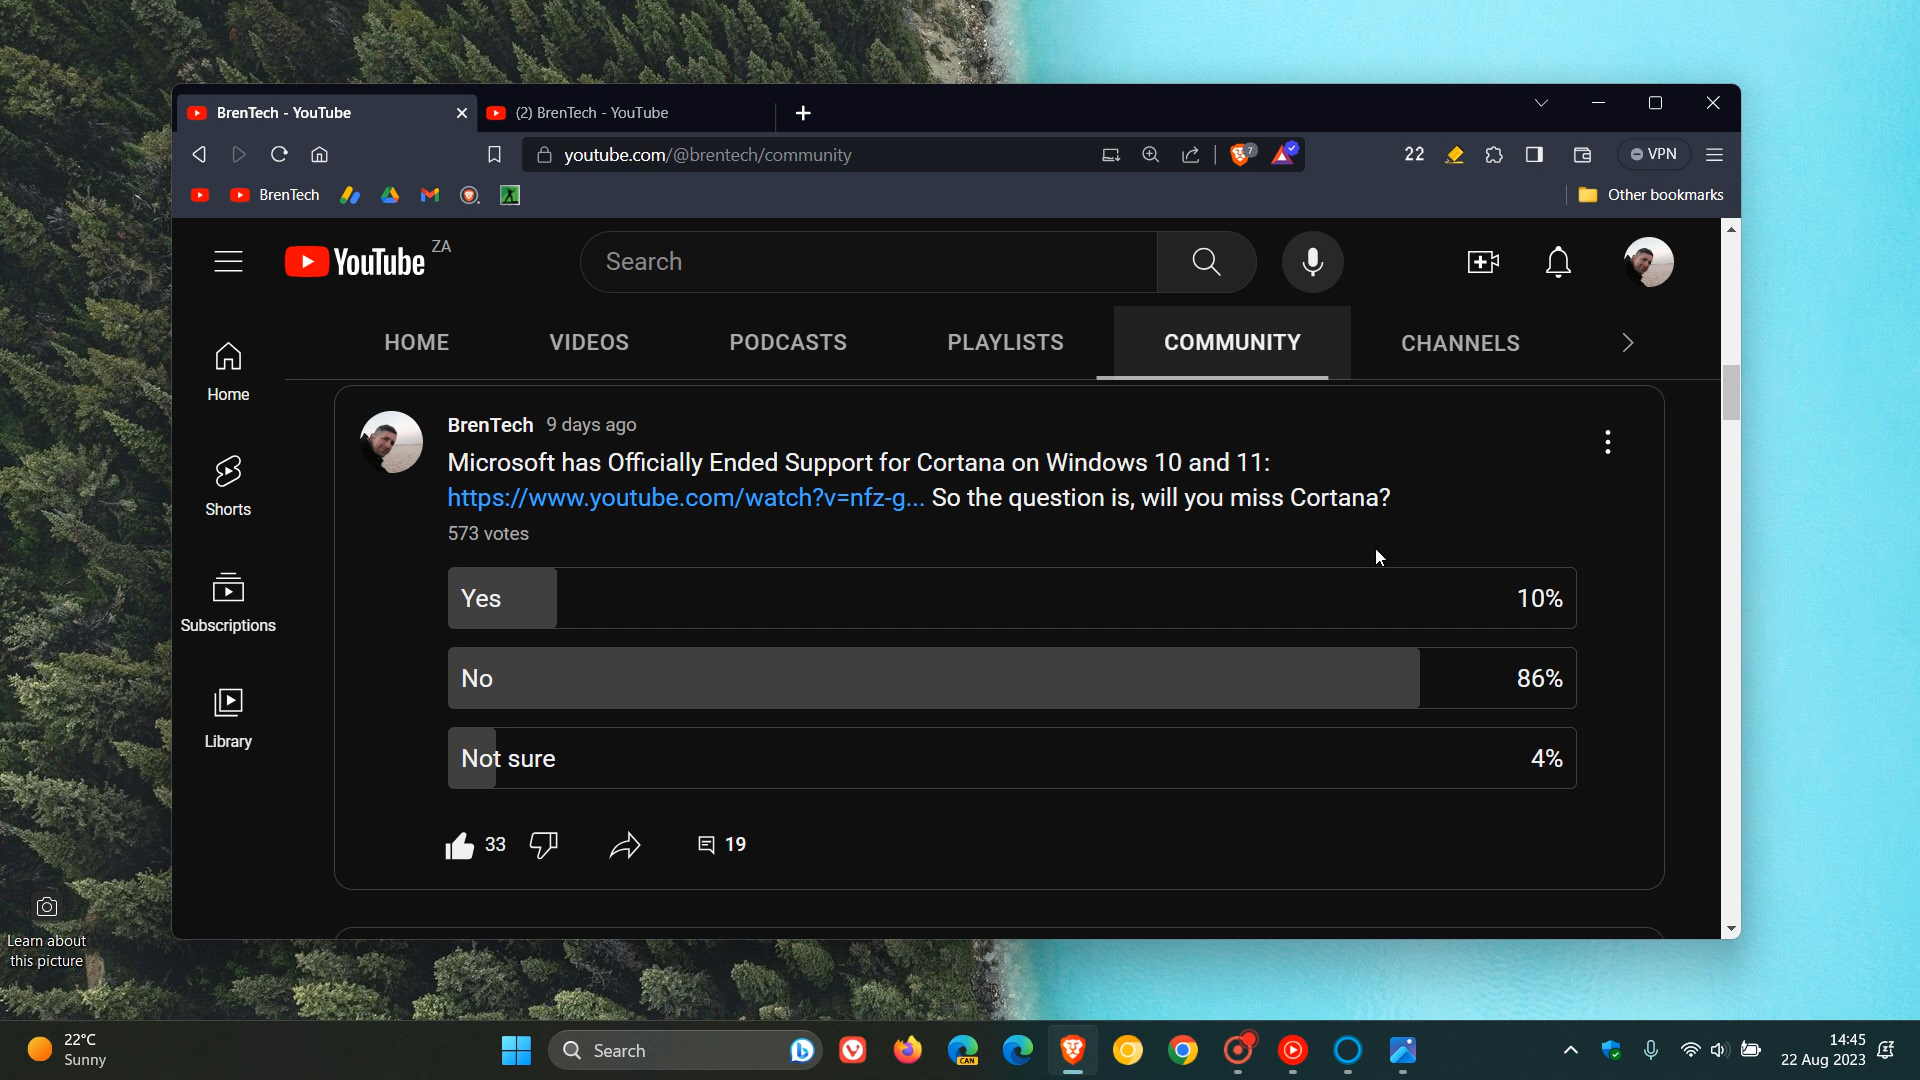 BrenTech - YouTube
(2) BrenTech - YouTube
youtube.com/@brentech/community
7
22
VPN
BrenTech
Other bookmarks
YouTube ZA
Search
HOME
VIDEOS
PODCASTS
PLAYLISTS
COMMUNITY
CHANNELS
Home
Shorts
Subscriptions
Library
BrenTech 9 days ago
Microsoft has Officially Ended Support for Cortana on Windows 10 and 11:
https://www.youtube.com/watch?v=nfz-g... So the question is, will you miss Cortana?
573 votes
Yes 10%
No 86%
Not sure 4%
33
19
Learn about
this picture
22°C
Sunny
Search
CAN
14:45
22 Aug 2023